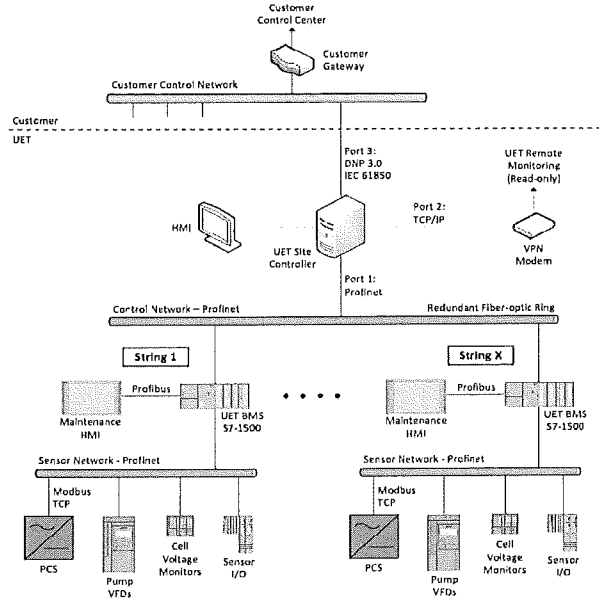 Customer
Control Center
Customer
Gateway
Customer Control Network
Customer
UET
Port 3:
DNP 3.0
IEC 61850
UET Remote
Monitoring
(Read-only)
Port 2:
TCP/IP
HMI
UET Site
Controller
VPN
Modem
Port 1:
Profinet
Control Network – Profinet
Redundant Fiber-optic Ring
String 1
String X
Profibus
Profibus
Maintenance
HMI
UET BMS
S7-1500
Maintenance
HMI
UET BMS
S7-1500
Sensor Network - Profinet
Sensor Network - Profinet
Modbus
TCP
Modbus
TCP
PCS
Pump
VFDs
Cell
Voltage
Monitors
Sensor
I/O
PCS
Pump
VFDs
Cell
Voltage
Monitors
Sensor
I/O